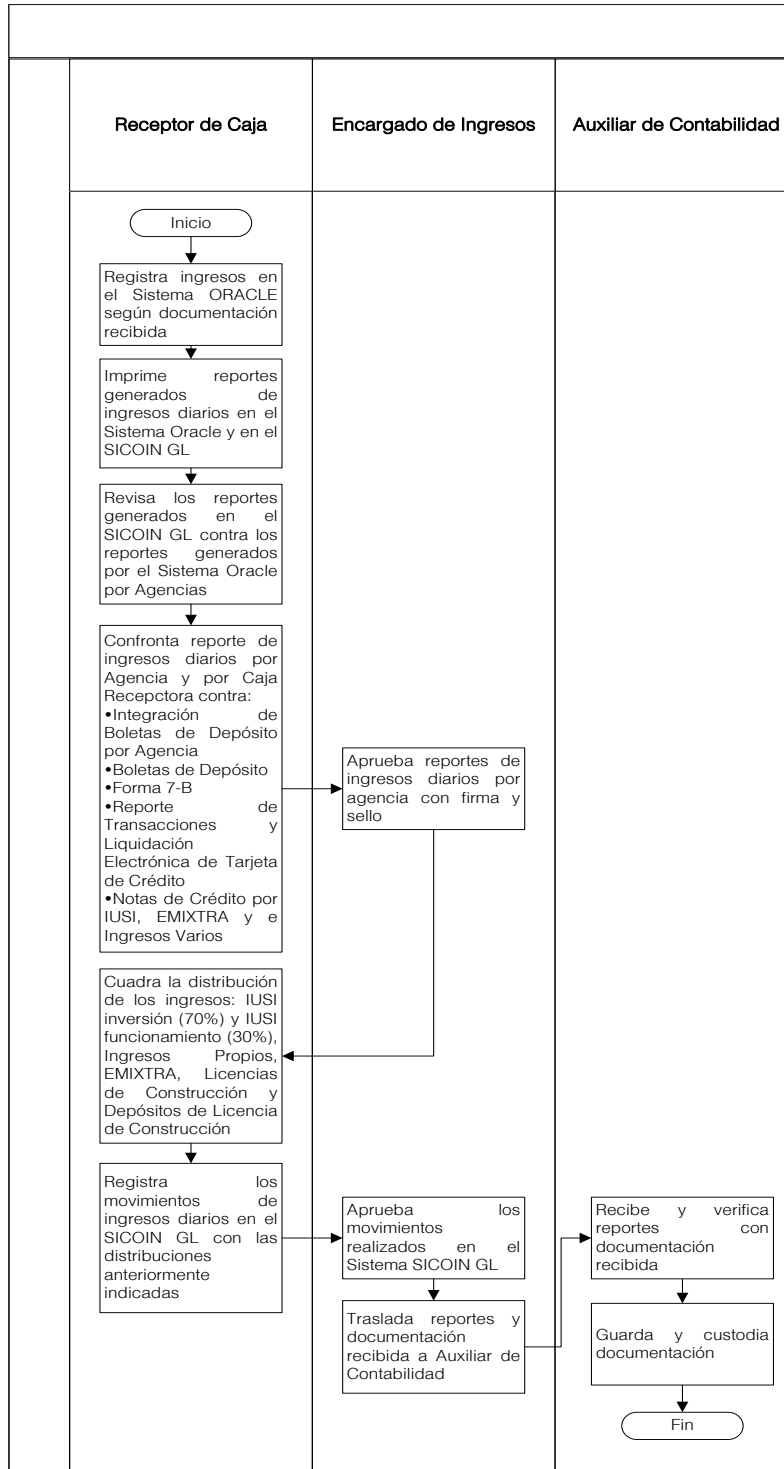 Receptor de Caja
Encargado de Ingresos
Auxiliar de Contabilidad
Inicio
Registra ingresos en
el Sistema ORACLE
según documentación
recibida
Imprime reportes
generados de
ingresos diarios en el
Sistema Oracle y en el
SICOIN GL
Revisa los reportes
generados en el
SICOIN GL contra los
reportes generados
por el Sistema Oracle
por Agencias
Confronta reporte de
ingresos diarios por
Agencia y por Caja
Recepctora contra:
•Integración de
Boletas de Depósito
por Agencia
•Boletas de Depósito
•Forma 7-B
•Reporte de
Transacciones y
Liquidación
Electrónica de Tarjeta
de Crédito
•Notas de Crédito por
IUSI, EMIXTRA y e
Ingresos Varios
Aprueba reportes de
ingresos diarios por
agencia con firma y
sello
Cuadra la distribución
de los ingresos: IUSI
inversión (70%) y IUSI
funcionamiento (30%),
Ingresos Propios,
EMIXTRA, Licencias
de Construcción y
Depósitos de Licencia
de Construcción
Registra los
movimientos de
ingresos diarios en el
SICOIN GL con las
distribuciones
anteriormente
indicadas
Aprueba los
movimientos
realizados en el
Sistema SICOIN GL
Traslada reportes y
documentación
recibida a Auxiliar de
Contabilidad
Recibe y verifica
reportes con
documentación
recibida
Guarda y custodia
documentación
Fin